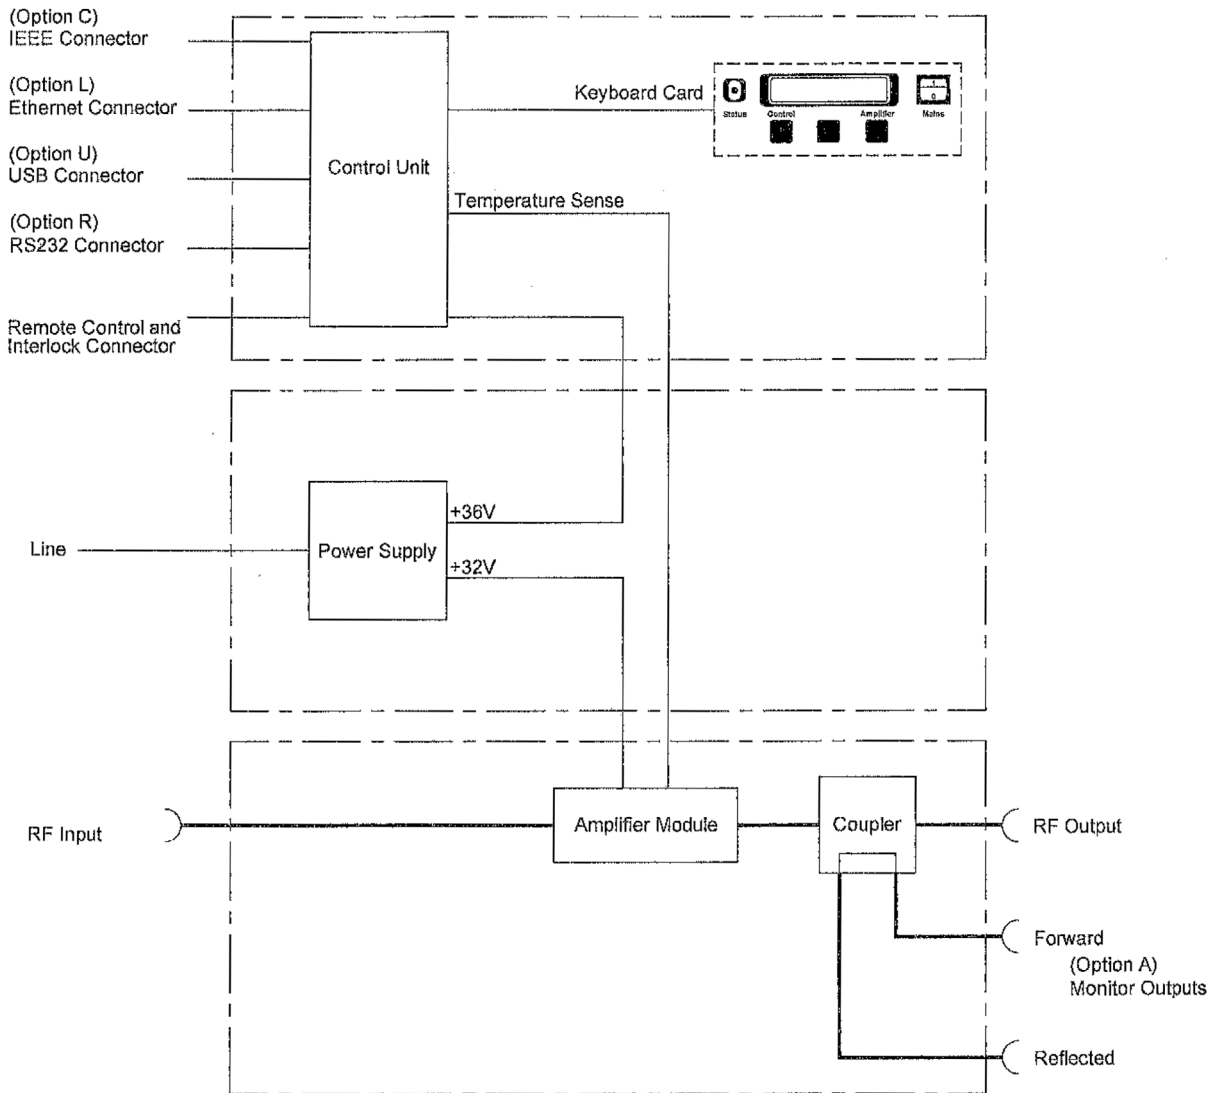 (Option C)
IEEE Connector
(Option L)
Ethernet Connector
(Option U)
USB Connector
(Option R)
RS232 Connector
Remote Control and
Interlock Connector
Control Unit
Keyboard Card
Status
Control
Amplifier
Mains
1
0
Temperature Sense
Line
Power Supply
+36V
+32V
RF Input
Amplifier Module
Coupler
RF Output
Forward
(Option A)
Monitor Outputs
Reflected